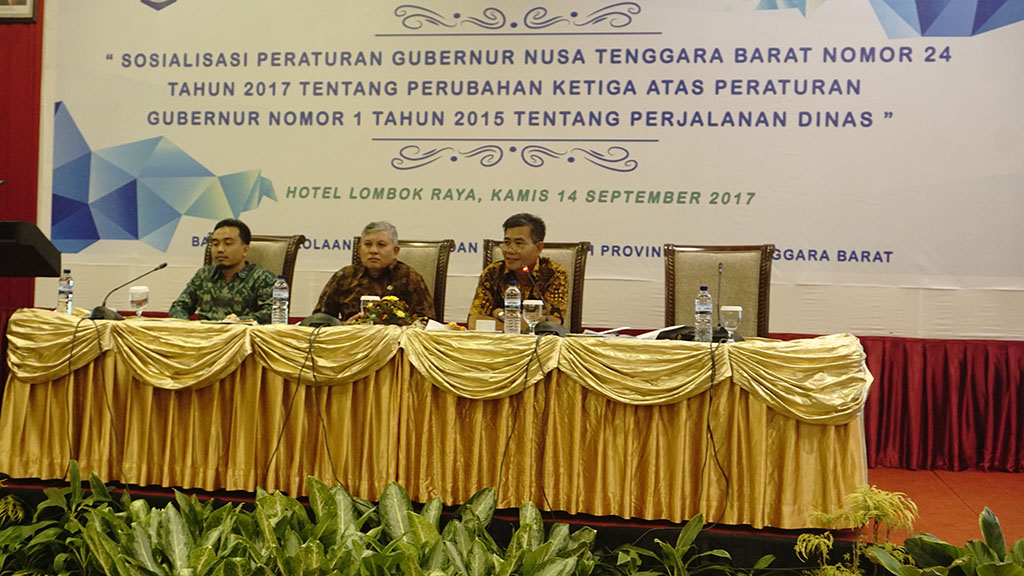 “ SOSIALISASI PERATURAN GUBERNUR NUSA TENGGARA BARAT NOMOR 24
TAHUN 2017 TENTANG PERUBAHAN KETIGA ATAS PERATURAN
GUBERNUR NOMOR 1 TAHUN 2015 TENTANG PERJALANAN DINAS ”
HOTEL LOMBOK RAYA, KAMIS 14 SEPTEMBER 2017
BARAT